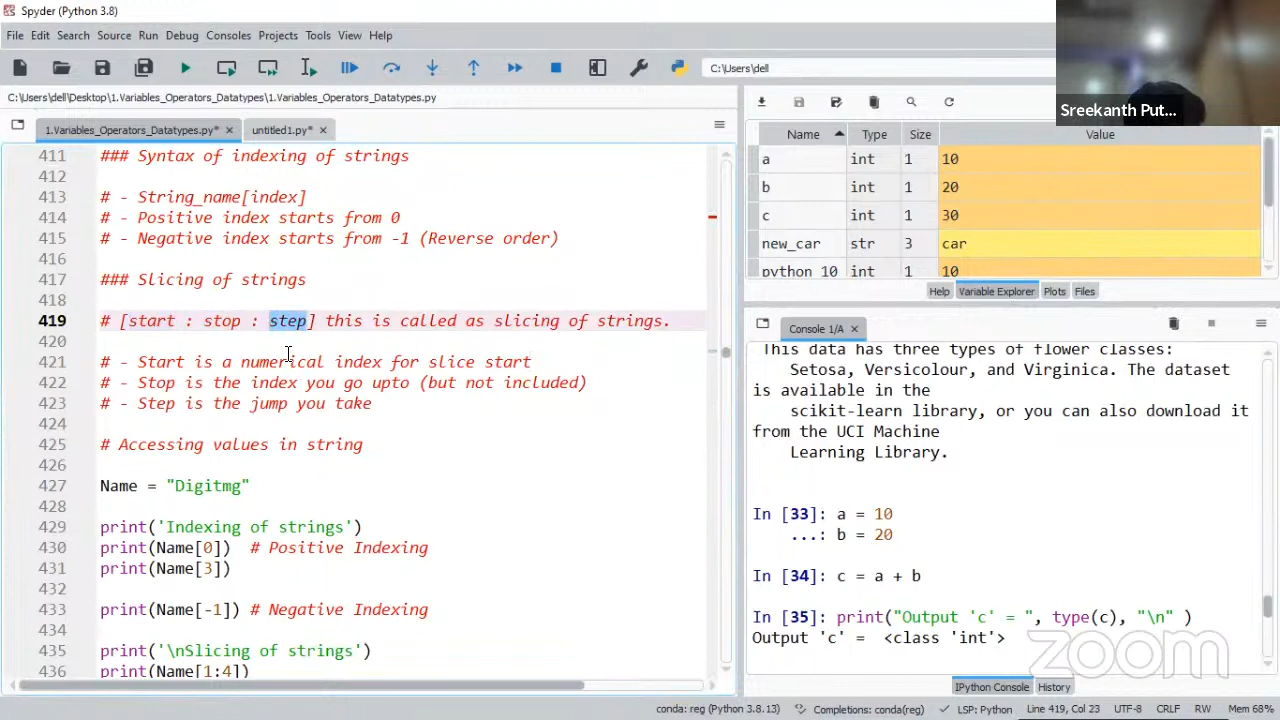 Spyder (Python 3.8)
File Edit Search Source Run Debug Consoles Projects Tools View Help
C:\Users\dell
C:\Users\dell\Desktop\1.Variables_Operators_Datatypes\1.Variables_Operators_Datatypes.py
1.Variables_Operators_Datatypes.py* untitled1.py*
411 ### Syntax of indexing of strings
412
413 # - String_name[index]
414 # - Positive index starts from 0
415 # - Negative index starts from -1 (Reverse order)
416
417 ### Slicing of strings
418
419 # [start : stop : step] this is called as slicing of strings.
420
421 # - Start is a numerical index for slice start
422 # - Stop is the index you go upto (but not included)
423 # - Step is the jump you take
424
425 # Accessing values in string
426
427 Name = "Digitmg"
428
429 print('Indexing of strings')
430 print(Name[0]) # Positive Indexing
431 print(Name[3])
432
433 print(Name[-1]) # Negative Indexing
434
435 print('\nSlicing of strings')
436 print(Name[1:4])
Sreekanth Put...
Name Type Size Value
a int 1 10
b int 1 20
c int 1 30
new_car str 3 car
python_10 int 1 10
Help Variable Explorer Plots Files
Console 1/A
This data has three types of flower classes:
Setosa, Versicolour, and Virginica. The dataset
is available in the
scikit-learn library, or you can also download it
from the UCI Machine
Learning Library.
In [33]: a = 10
...: b = 20
In [34]: c = a + b
In [35]: print("Output 'c' = ", type(c), "\n" )
Output 'c' =  <class 'int'>
zoom
IPython Console History
conda: reg (Python 3.8.13) Completions: conda(reg) LSP: Python Line 419, Col 23 UTF-8 CRLF RW Mem 68%